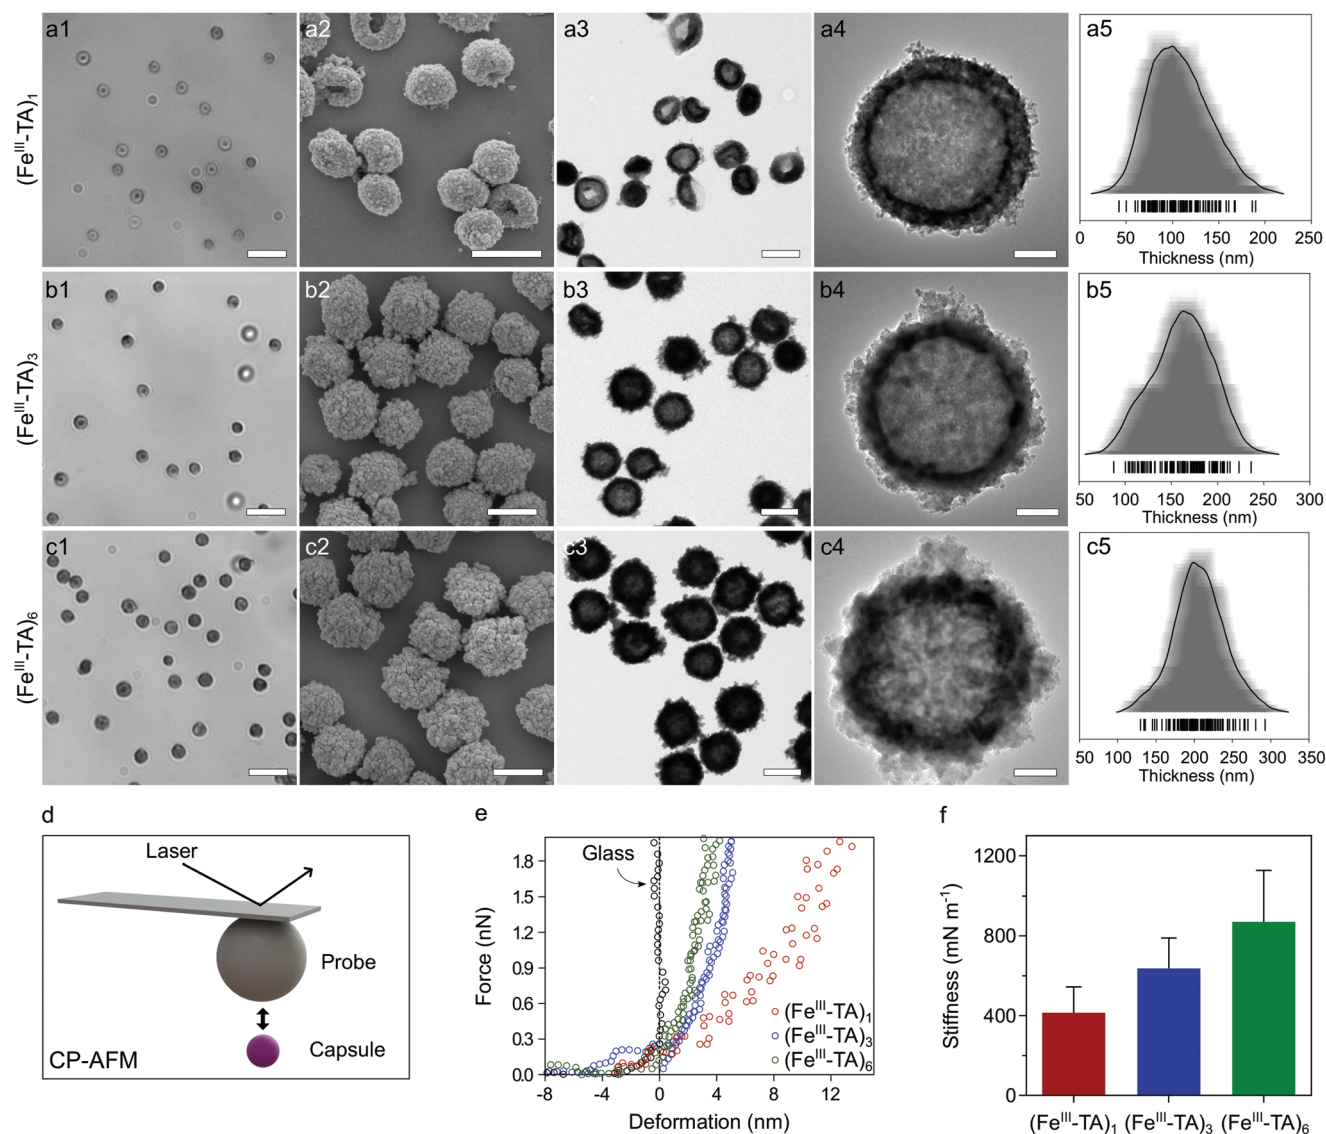 (Fe^III-TA)₁
a1
a2
a3
a4
a5
0 50 100 150 200 250
Thickness (nm)
(Fe^III-TA)₃
b1
b2
b3
b4
b5
50 100 150 200 250 300
Thickness (nm)
(Fe^III-TA)₆
c1
c2
c3
c4
c5
50 100 150 200 250 300 350
Thickness (nm)
d
Laser
Probe
Capsule
CP-AFM
e
Glass
Force (nN)
1.8
1.5
1.2
0.9
0.6
0.3
0.0
(Fe^III-TA)₁
(Fe^III-TA)₃
(Fe^III-TA)₆
-8 -4 0 4 8 12
Deformation (nm)
f
Stiffness (mN m⁻¹)
1200
800
400
0
(Fe^III-TA)₁ (Fe^III-TA)₃ (Fe^III-TA)₆